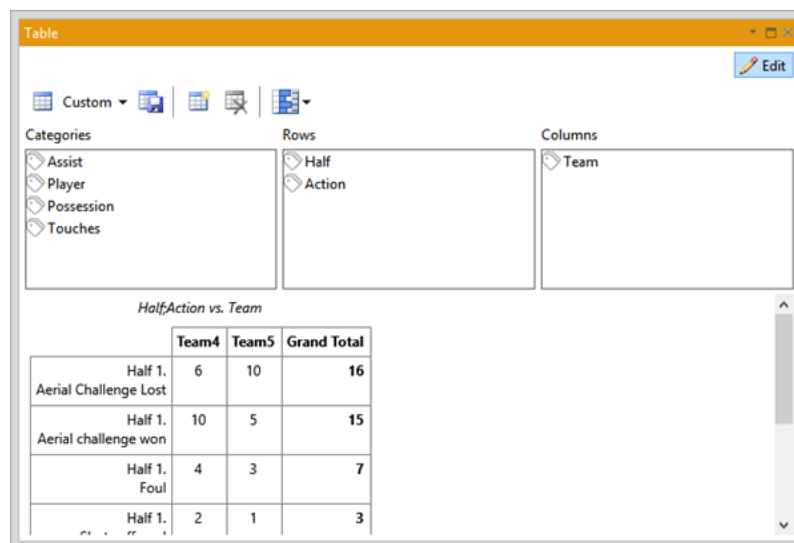 Table
Edit
Custom
Categories
Rows
Columns
Assist
Player
Possession
Touches
Half
Action
Team
Half;Action vs. Team
Team4 Team5 Grand Total
Half 1. 6 10 16
Aerial Challenge Lost
Half 1. 10 5 15
Aerial challenge won
Half 1. 4 3 7
Foul
Half 1. 2 1 3